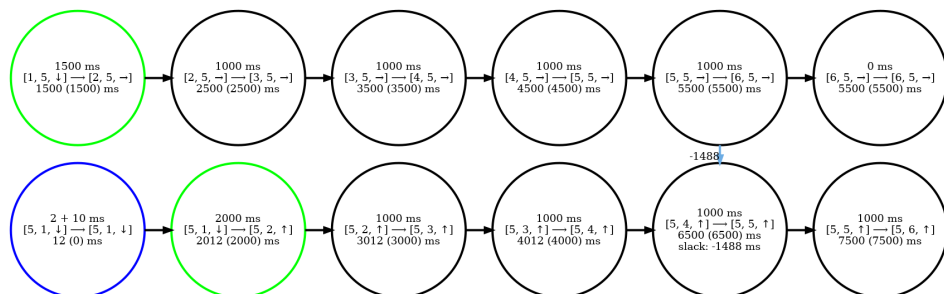 1500 ms
[1, 5, ↓] ⟶ [2, 5, →]
1500 (1500) ms
1000 ms
[2, 5, →] ⟶ [3, 5, →]
2500 (2500) ms
1000 ms
[3, 5, →] ⟶ [4, 5, →]
3500 (3500) ms
1000 ms
[4, 5, →] ⟶ [5, 5, →]
4500 (4500) ms
1000 ms
[5, 5, →] ⟶ [6, 5, →]
5500 (5500) ms
0 ms
[6, 5, →] ⟶ [6, 5, →]
5500 (5500) ms
-1488
2 + 10 ms
[5, 1, ↓] ⟶ [5, 1, ↓]
12 (0) ms
2000 ms
[5, 1, ↓] ⟶ [5, 2, ↑]
2012 (2000) ms
1000 ms
[5, 2, ↑] ⟶ [5, 3, ↑]
3012 (3000) ms
1000 ms
[5, 3, ↑] ⟶ [5, 4, ↑]
4012 (4000) ms
1000 ms
[5, 4, ↑] ⟶ [5, 5, ↑]
6500 (6500) ms
slack: -1488 ms
1000 ms
[5, 5, ↑] ⟶ [5, 6, ↑]
7500 (7500) ms